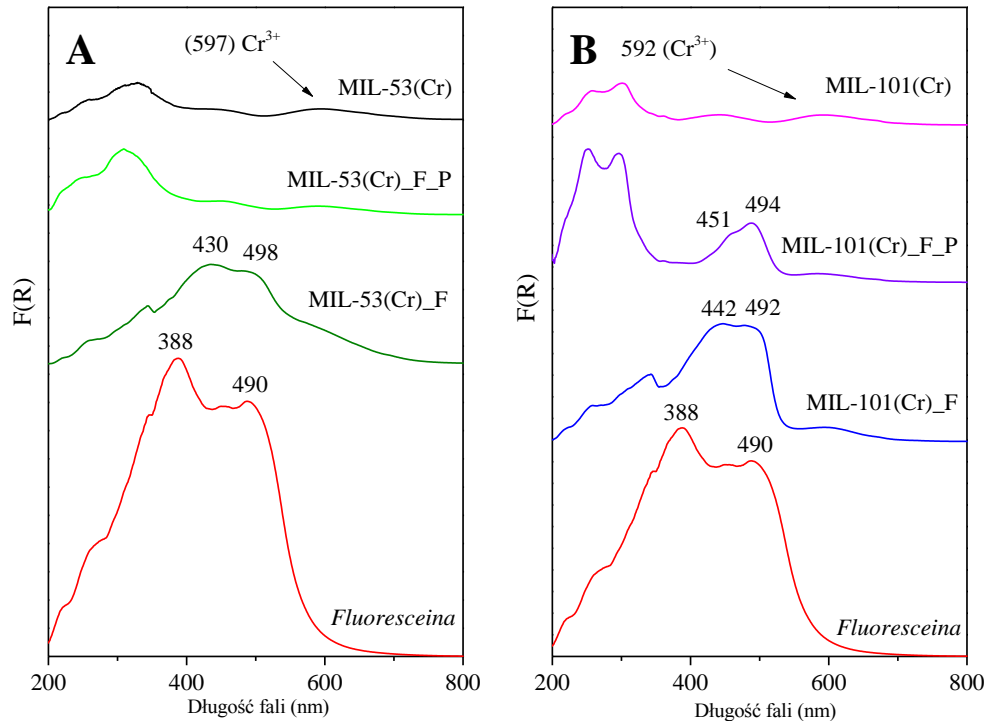 A
(597) Cr³⁺
MIL-53(Cr)
MIL-53(Cr)_F_P
430
498
MIL-53(Cr)_F
388
490
Fluoresceina
F(R)
200
400
600
800
Długość fali (nm)
B
592 (Cr³⁺)
MIL-101(Cr)
451
494
MIL-101(Cr)_F_P
442
492
MIL-101(Cr)_F
388
490
Fluoresceina
F(R)
200
400
600
800
Długość fali (nm)